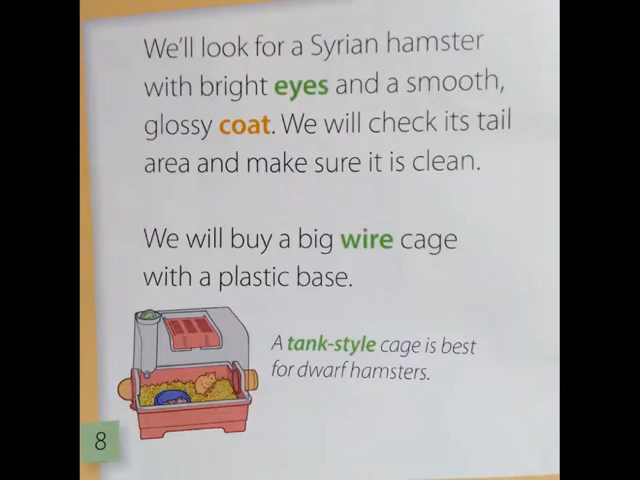 We'll look for a Syrian hamster
with bright eyes and a smooth,
glossy coat. We will check its tail
area and make sure it is clean.
We will buy a big wire cage
with a plastic base.
A tank-style cage is best
for dwarf hamsters.
8